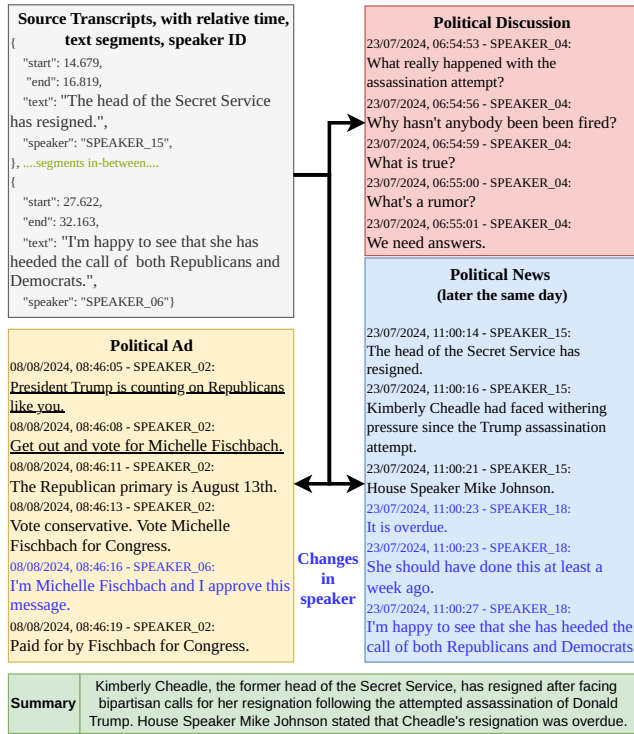 Source Transcripts, with relative time,
text segments, speaker ID
{
"start": 14.679,
"end": 16.819,
"text": "The head of the Secret Service
has resigned.",
"speaker": "SPEAKER_15",
}, ....segments in-between....
{
"start": 27.622,
"end": 32.163,
"text": "I'm happy to see that she has
heeded the call of both Republicans and
Democrats.",
"speaker": "SPEAKER_06"}
Political Discussion
23/07/2024, 06:54:53 - SPEAKER_04:
What really happened with the
assassination attempt?
23/07/2024, 06:54:56 - SPEAKER_04:
Why hasn't anybody been been fired?
23/07/2024, 06:54:59 - SPEAKER_04:
What is true?
23/07/2024, 06:55:00 - SPEAKER_04:
What's a rumor?
23/07/2024, 06:55:01 - SPEAKER_04:
We need answers.
Political Ad
08/08/2024, 08:46:05 - SPEAKER_02:
President Trump is counting on Republicans
like you.
08/08/2024, 08:46:08 - SPEAKER_02:
Get out and vote for Michelle Fischbach.
08/08/2024, 08:46:11 - SPEAKER_02:
The Republican primary is August 13th.
08/08/2024, 08:46:13 - SPEAKER_02:
Vote conservative. Vote Michelle
Fischbach for Congress.
08/08/2024, 08:46:16 - SPEAKER_06:
I'm Michelle Fischbach and I approve this
message.
08/08/2024, 08:46:19 - SPEAKER_02:
Paid for by Fischbach for Congress.
Changes
in
speaker
Political News
(later the same day)
23/07/2024, 11:00:14 - SPEAKER_15:
The head of the Secret Service has
resigned.
23/07/2024, 11:00:16 - SPEAKER_15:
Kimberly Cheadle had faced withering
pressure since the Trump assassination
attempt.
23/07/2024, 11:00:21 - SPEAKER_15:
House Speaker Mike Johnson.
23/07/2024, 11:00:23 - SPEAKER_18:
It is overdue.
23/07/2024, 11:00:23 - SPEAKER_18:
She should have done this at least a
week ago.
23/07/2024, 11:00:27 - SPEAKER_18:
I'm happy to see that she has heeded the
call of both Republicans and Democrats
Summary
Kimberly Cheadle, the former head of the Secret Service, has resigned after facing
bipartisan calls for her resignation following the attempted assassination of Donald
Trump. House Speaker Mike Johnson stated that Cheadle's resignation was overdue.